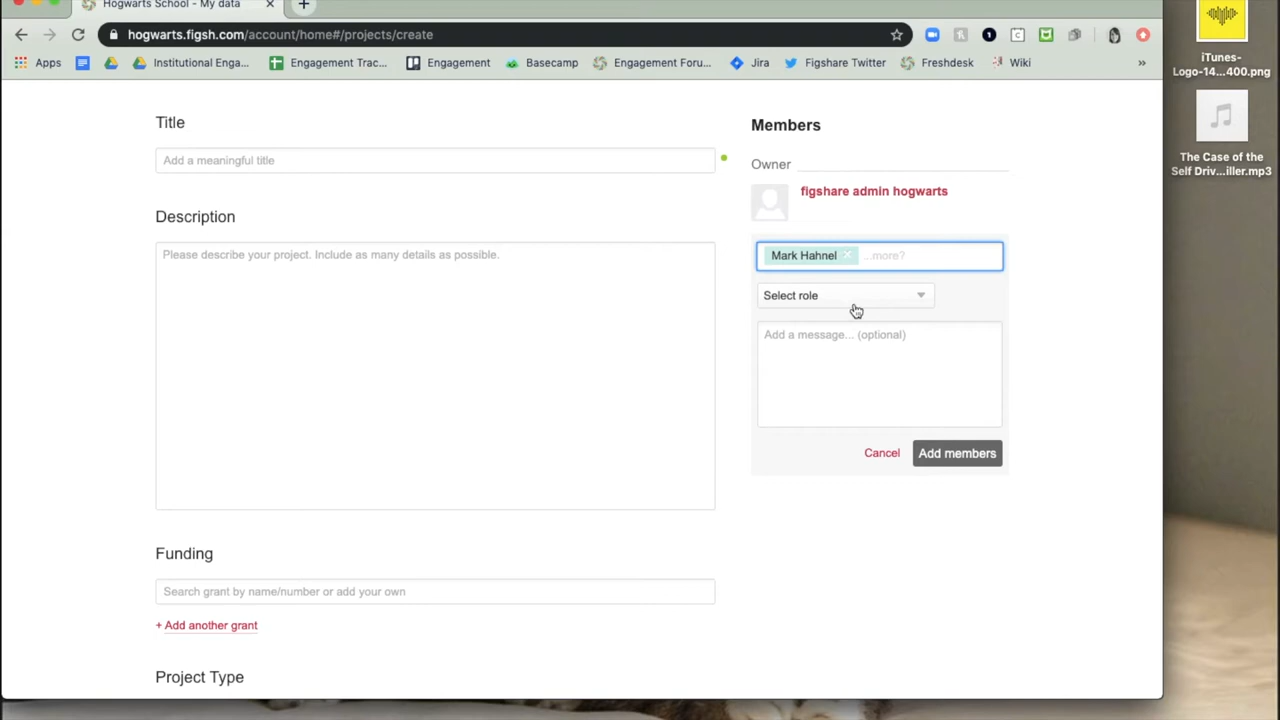 Hogwarts School - My data
hogwarts.figsh.com/account/home#/projects/create
Apps
Institutional Enga...
Engagement Trac...
Engagement
Basecamp
Engagement Foru...
Jira
Figshare Twitter
Freshdesk
Wiki
»
iTunes-
Logo-14...400.png
The Case of the
Self Driv...iller.mp3
Title
Add a meaningful title
Description
Please describe your project. Include as many details as possible.
Funding
Search grant by name/number or add your own
+ Add another grant
Project Type
Members
Owner
figshare admin hogwarts
Mark Hahnel × ...more?
Select role
Add a message... (optional)
Cancel
Add members